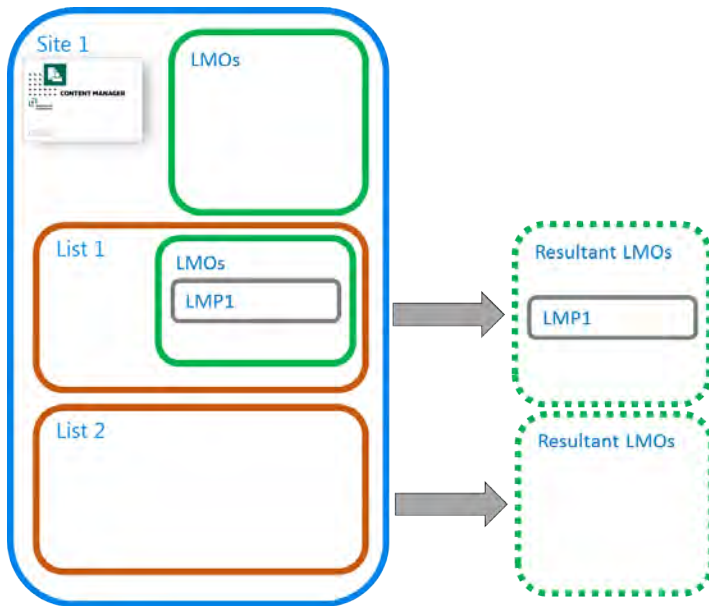 Site 1
LMOs
CONTENT MANAGER
List 1
LMOs
LMP1
Resultant LMOs
LMP1
List 2
Resultant LMOs